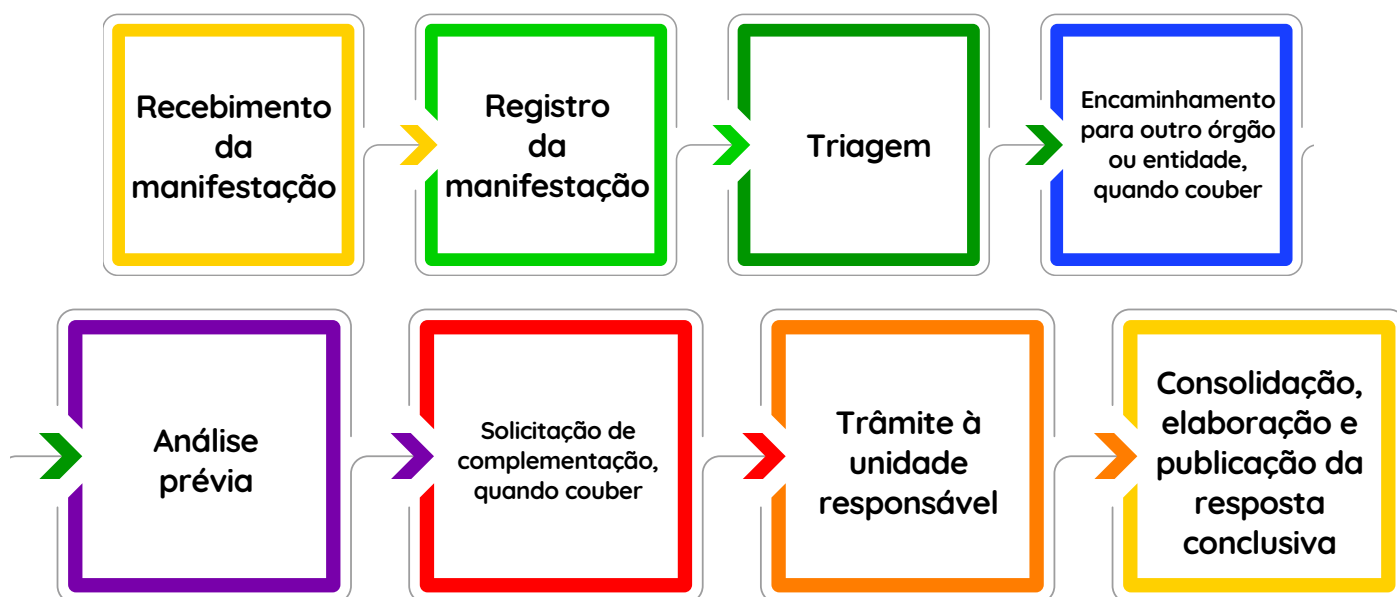 Recebimento
da
manifestação
Registro
da
manifestação
Triagem
Encaminhamento
para outro órgão
ou entidade,
quando couber
Análise
prévia
Solicitação de
complementação,
quando couber
Trâmite à
unidade
responsável
Consolidação,
elaboração e
publicação da
resposta
conclusiva